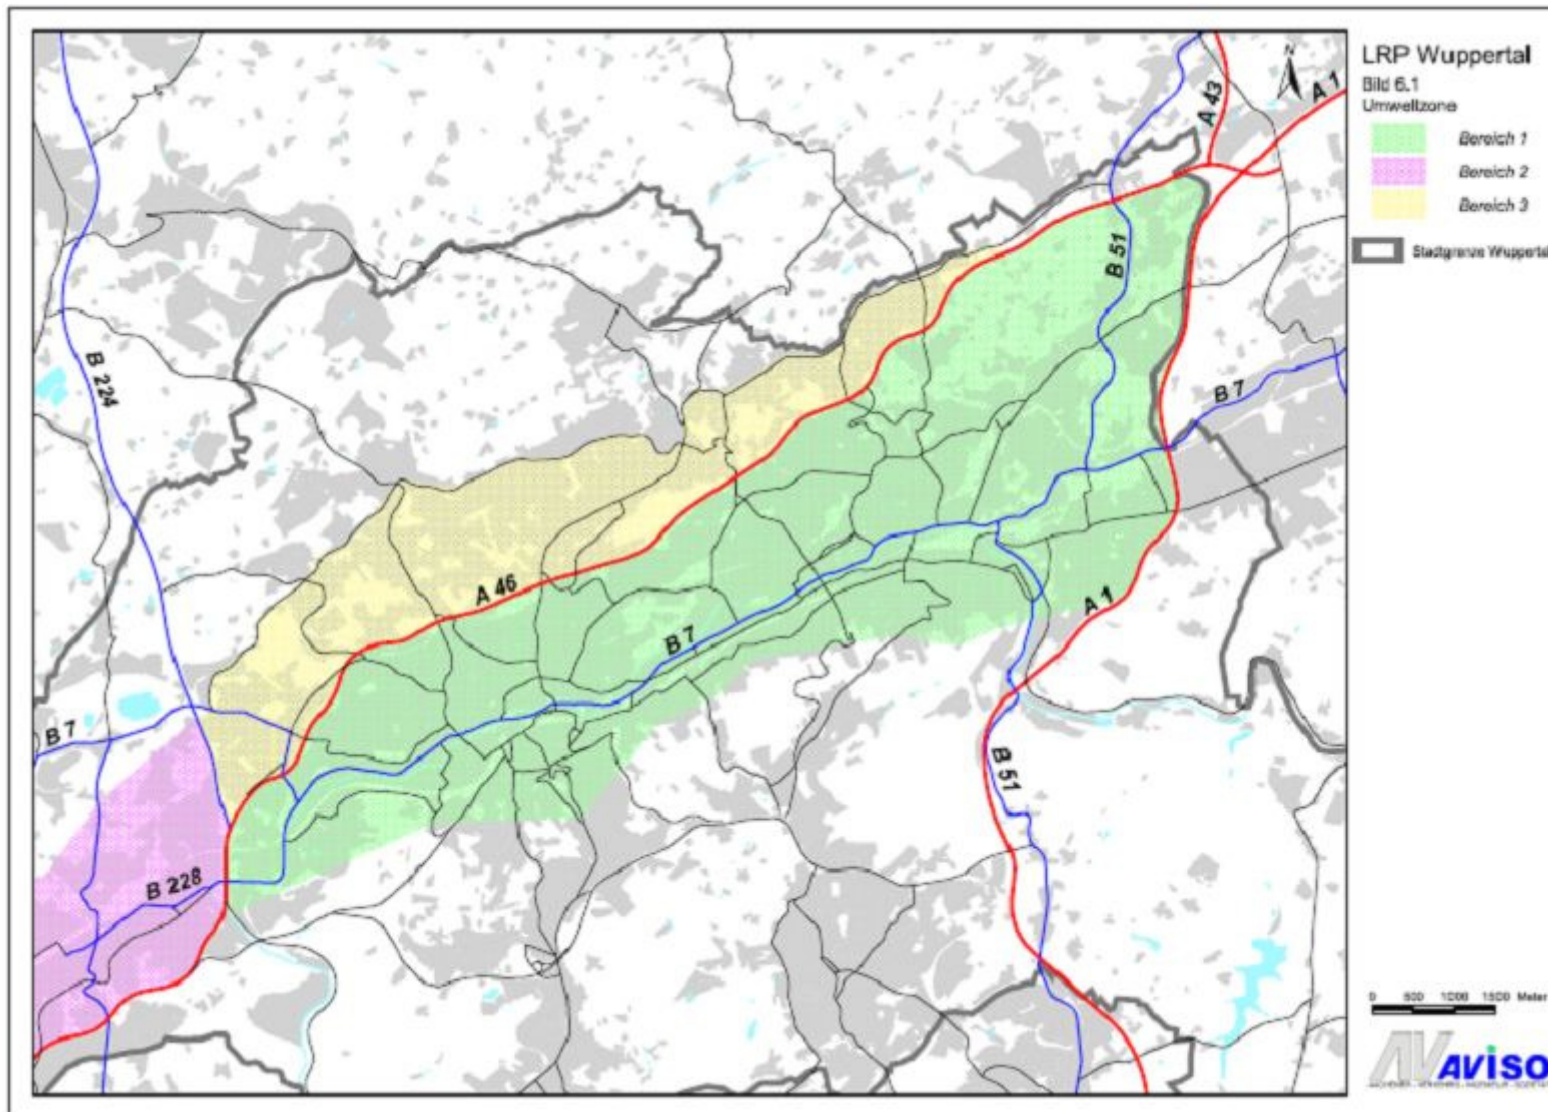 LRP Wuppertal
Bild 6.1
Umweltzone
Bereich 1
Bereich 2
Bereich 3
Stadtgrenze Wuppertal
N
A 43
A 1
B 51
B 224
B 7
A 46
B 7
A 1
B 7
B 51
B 228
0 500 1000 1500 Meter
AVISO